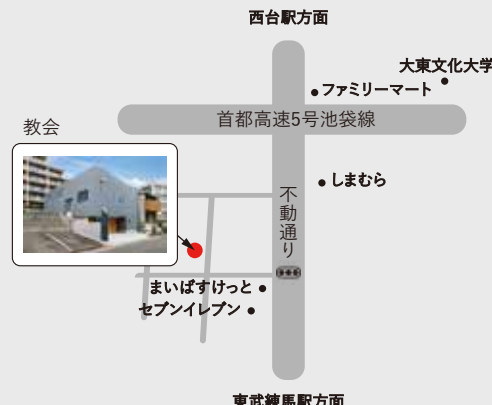 西台駅方面
大東文化大学
ファミリーマート
首都高速5号池袋線
教会
しまむら
不動通り
まいばすけっと
セブンイレブン
東武練馬駅方面